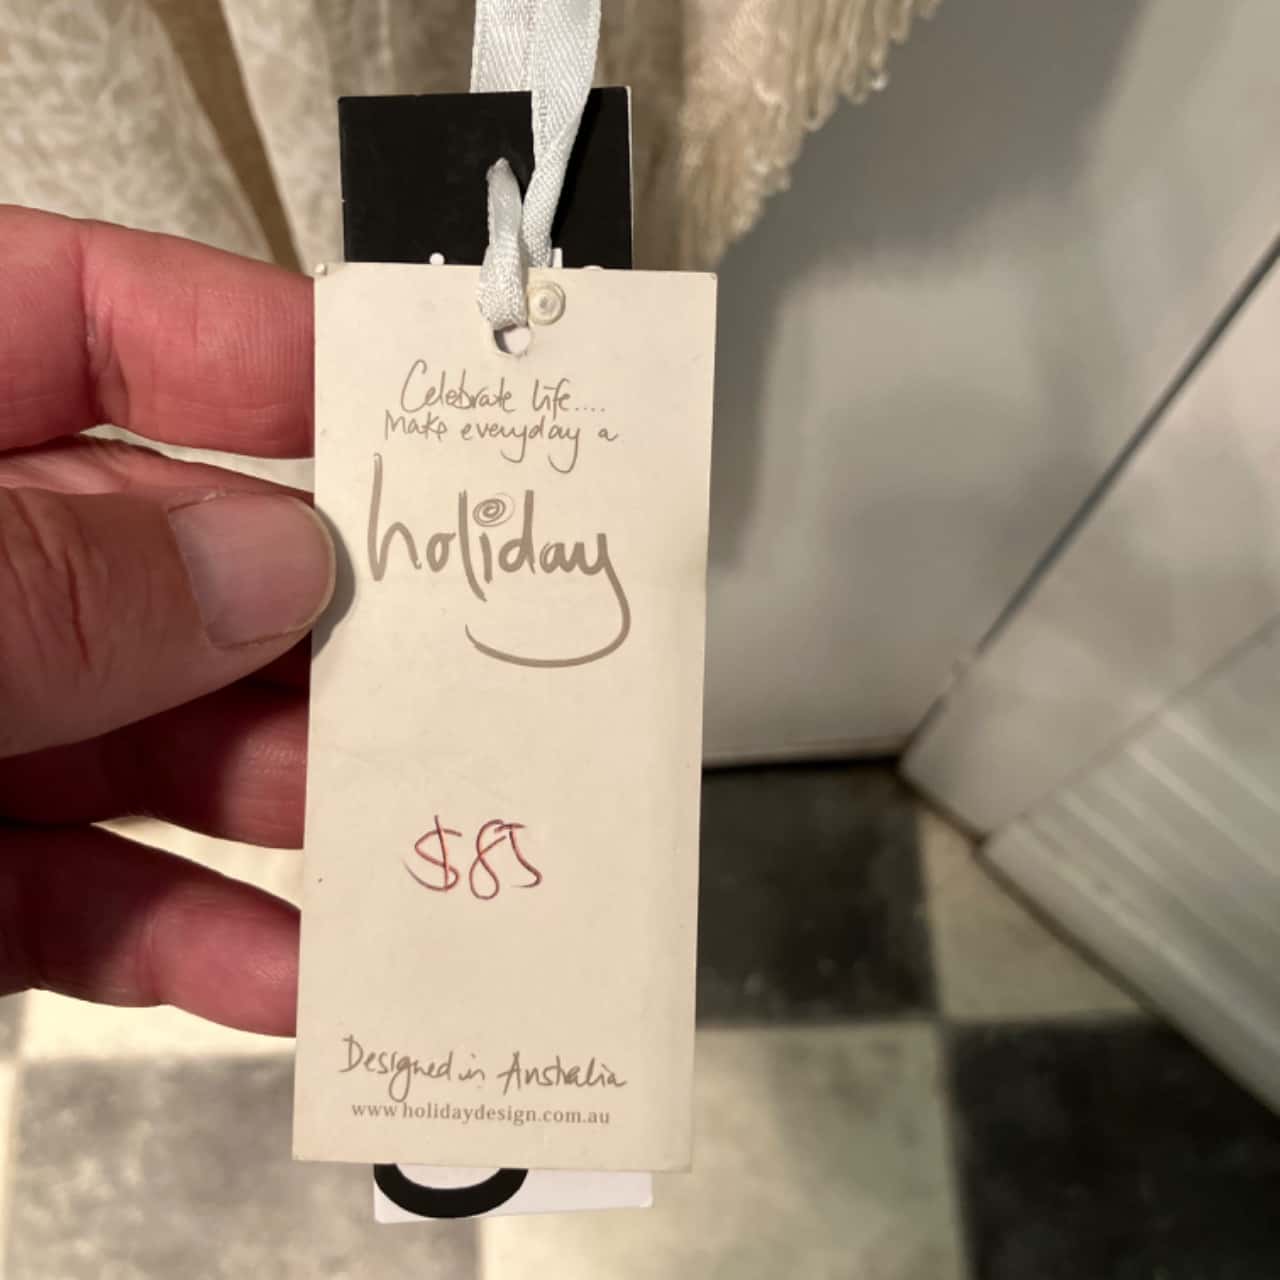 Celebrate life....
Make everyday a
holiday
$85
Designed in Australia
www.holidaydesign.com.au